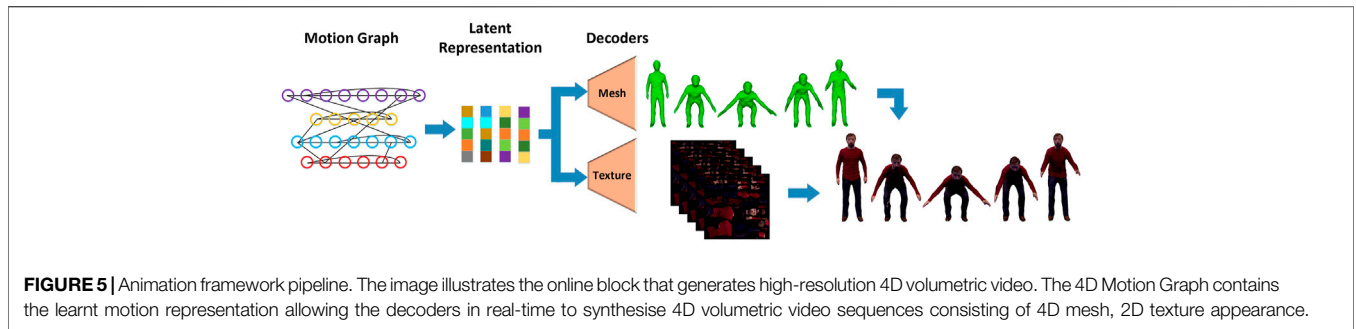 Motion Graph
Latent
Representation
Decoders
Mesh
Texture
FIGURE 5 | Animation framework pipeline. The image illustrates the online block that generates high-resolution 4D volumetric video. The 4D Motion Graph contains
the learnt motion representation allowing the decoders in real-time to synthesise 4D volumetric video sequences consisting of 4D mesh, 2D texture appearance.